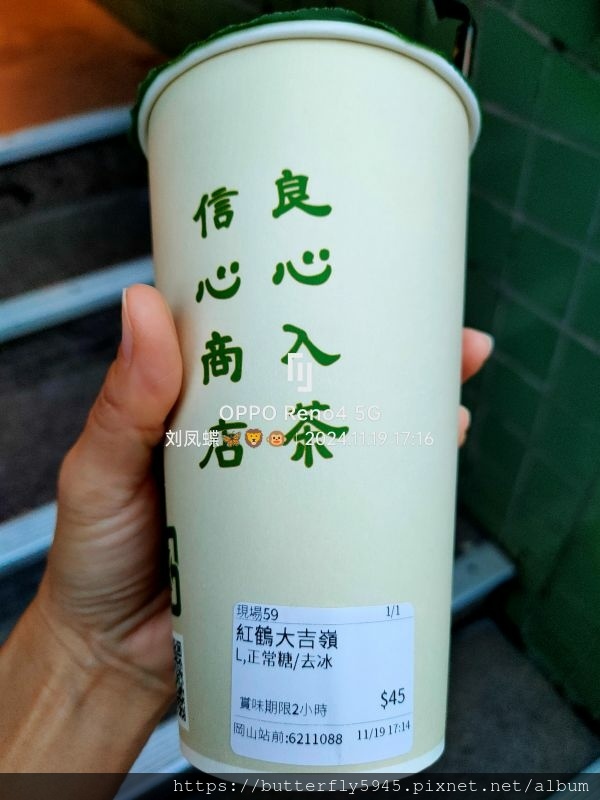 良心入茶
信心商店
OPPO Reno4 5G
刘凤蝶🦋🦁🐵 | 2024.11.19 17:16
現場59 1/1
紅鶴大吉嶺
L,正常糖/去冰
$45
賞味期限2小時
岡山站前:6211088 11/19 17:14
https://butterfly5945.pixnet.net/album